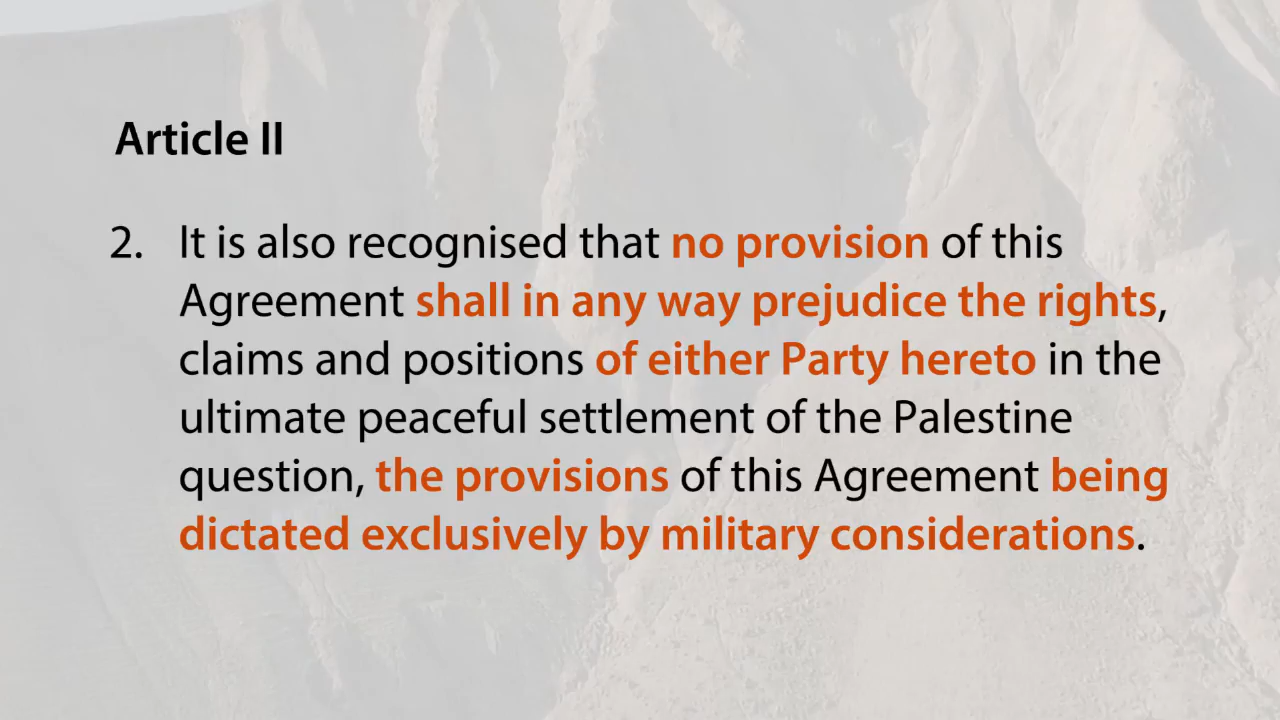 Article II
2. It is also recognised that no provision of this
Agreement shall in any way prejudice the rights,
claims and positions of either Party hereto in the
ultimate peaceful settlement of the Palestine
question, the provisions of this Agreement being
dictated exclusively by military considerations.